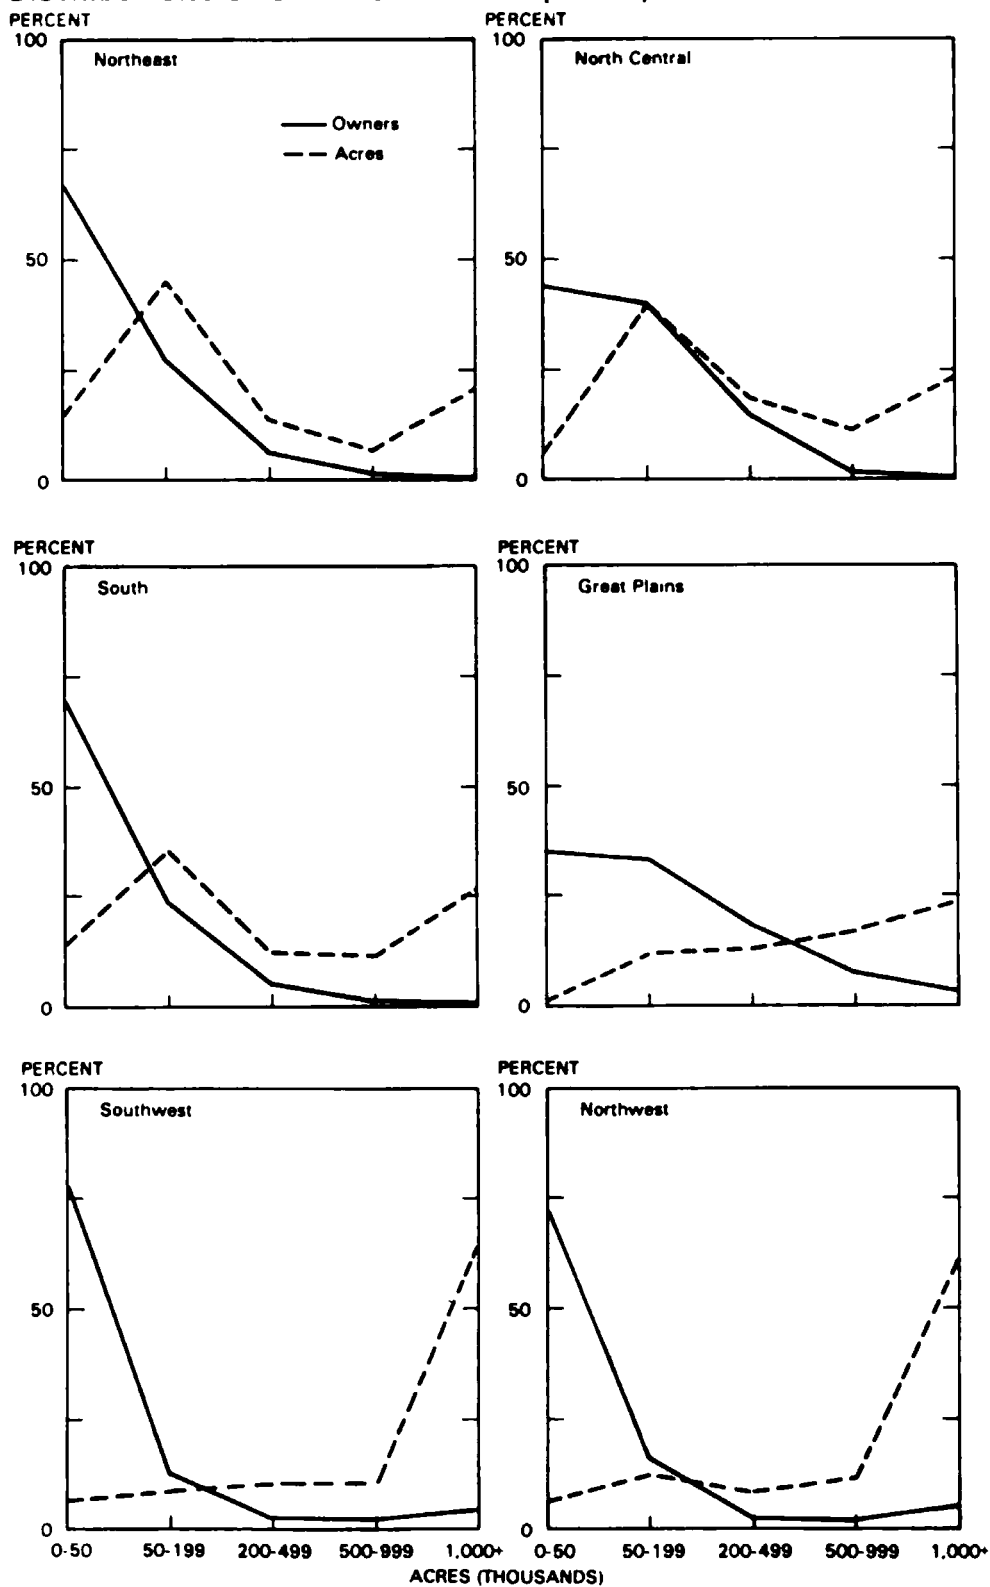 PERCENT PERCENT
100 100
Northeast North Central
Owners
Acres
50 50
0 0
PERCENT PERCENT
100 100
South Great Plains
50 50
0 0
PERCENT PERCENT
100 100
Southwest Northwest
50 50
0 0
0-50 50-199 200-499 500-999 1,000+ 0-50 50-199 200-499 500-999 1,000+
ACRES (THOUSANDS)